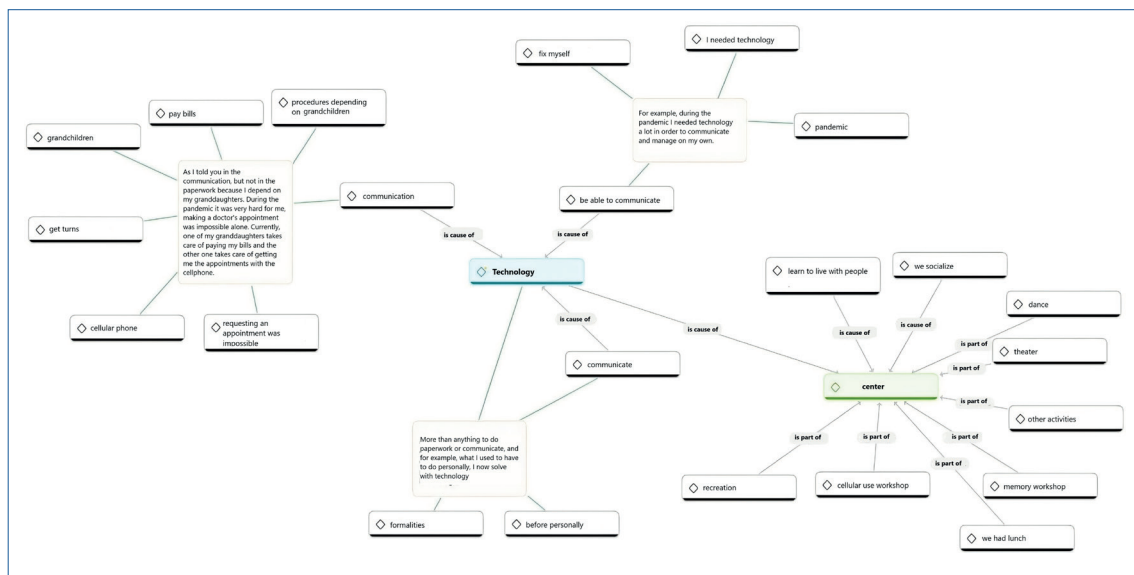 fix myself
I needed technology
pandemic
For example, during the
pandemic I needed technology
a lot in order to communicate
and manage on my own.
be able to communicate
pay bills
procedures depending
on grandchildren
grandchildren
As I told you in the
communication, but not in the
paperwork because I depend on
my granddaughters. During the
pandemic it was very hard for me,
making a doctor's appointment
was impossible alone. Currently,
one of my granddaughters takes
care of paying my bills and the
other one takes care of getting
me the appointments with the
cellphone.
communication
get turns
cellular phone
requesting an
appointment was
impossible
is cause of
is cause of
Technology
is cause of
is cause of
communicate
More than anything to do
paperwork or communicate, and
for example, what I used to have
to do personally, I now solve
with technology
formalities
before personally
learn to live with people
we socialize
is cause of
is cause of
dance
is part of
theater
is part of
center
is part of
other activities
is part of
is part of
is part of
is part of
recreation
cellular use workshop
memory workshop
we had lunch